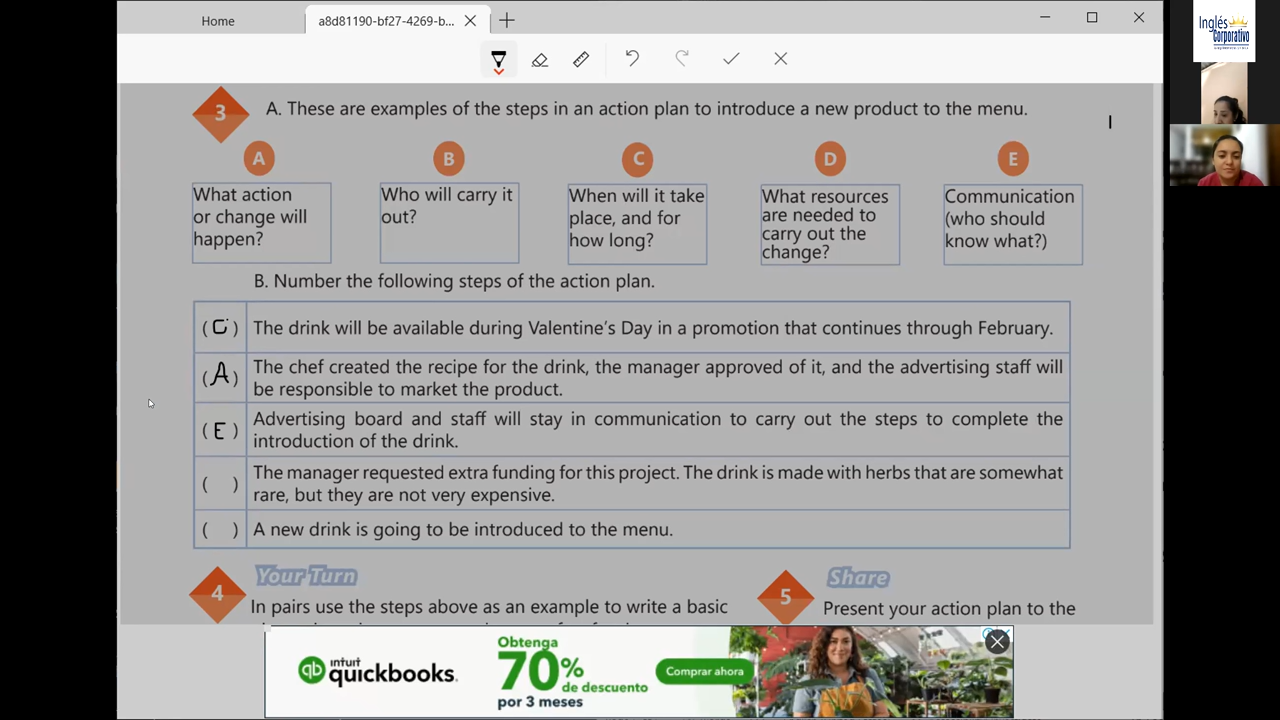 Home
a8d81190-bf27-4269-b...
3
A. These are examples of the steps in an action plan to introduce a new product to the menu.
A
B
C
D
E
What action
or change will
happen?
Who will carry it
out?
When will it take
place, and for
how long?
What resources
are needed to
carry out the
change?
Communication
(who should
know what?)
B. Number the following steps of the action plan.
(C) The drink will be available during Valentine's Day in a promotion that continues through February.
(A) The chef created the recipe for the drink, the manager approved of it, and the advertising staff will
be responsible to market the product.
(E) Advertising board and staff will stay in communication to carry out the steps to complete the
introduction of the drink.
( ) The manager requested extra funding for this project. The drink is made with herbs that are somewhat
rare, but they are not very expensive.
( ) A new drink is going to be introduced to the menu.
4
Your Turn
In pairs use the steps above as an example to write a basic
5
Share
Present your action plan to the
intuit
quickbooks.
Obtenga
70%
de descuento
por 3 meses
Comprar ahora
Inglés
Corporativo